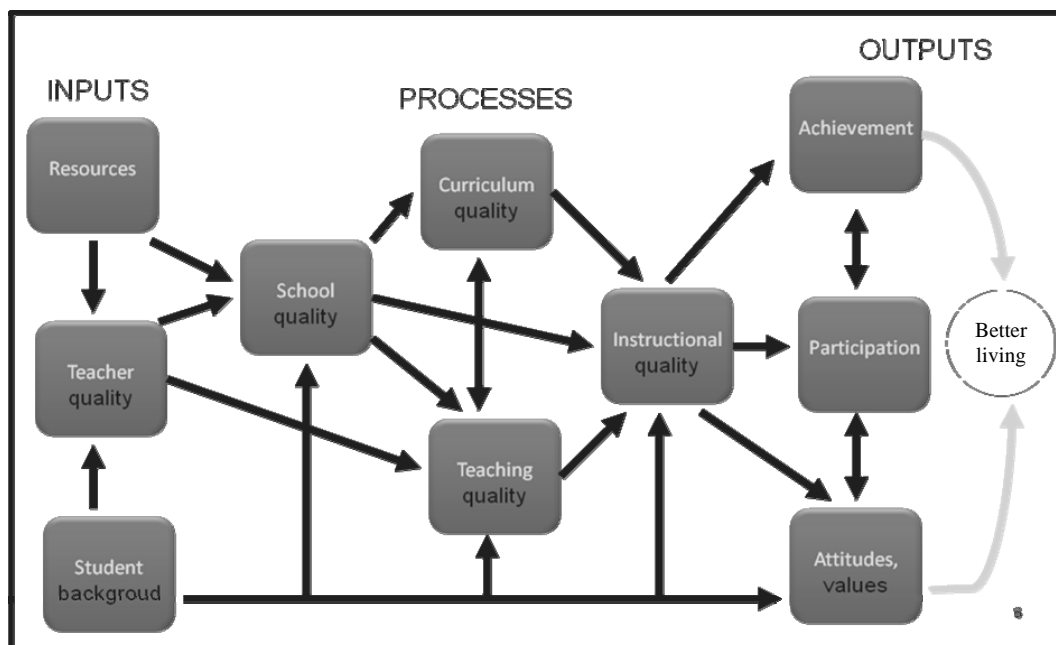 INPUTS
PROCESSES
OUTPUTS
Resources
Teacher
quality
Student
backgroud
School
quality
Curriculum
quality
Teaching
quality
Instructional
quality
Achievement
Participation
Attitudes,
values
Better
living